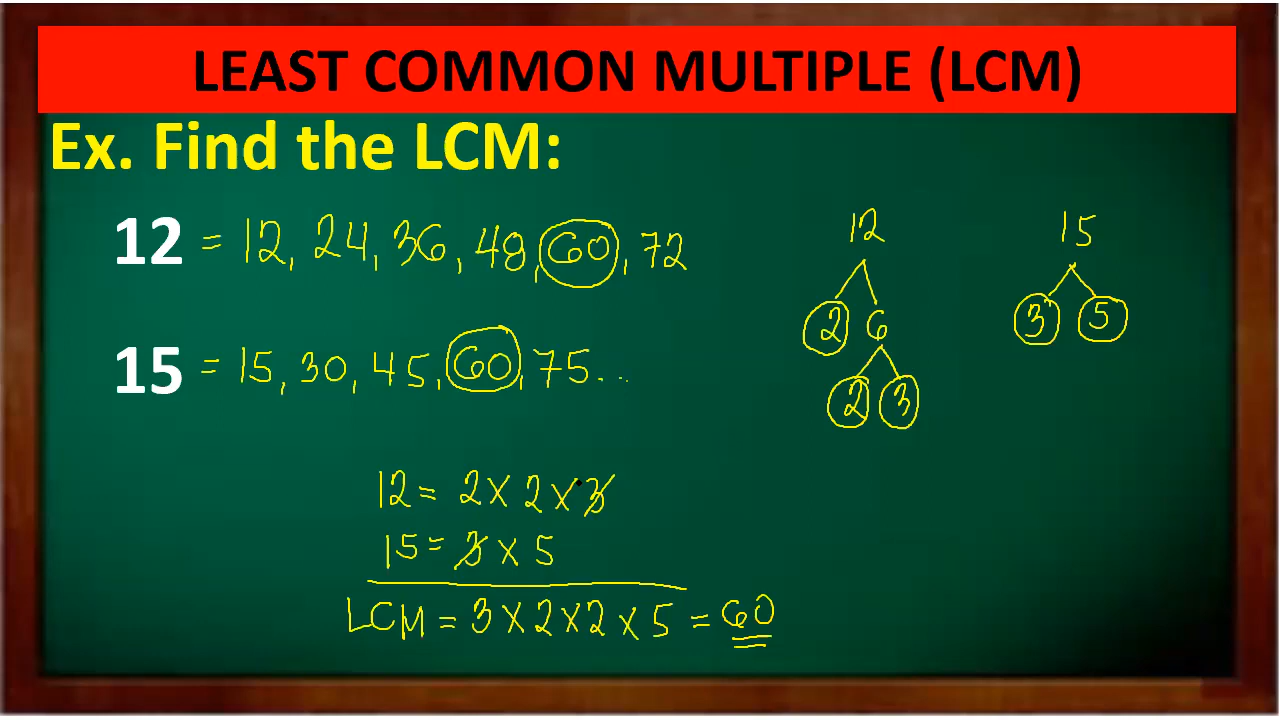 LEAST COMMON MULTIPLE (LCM)
Ex. Find the LCM:
12 = 12, 24, 36, 48, 60, 72
15 = 15, 30, 45, 60, 75...
12
2 6
2 3
15
3 5
12 = 2 × 2 × 3
15 = 3 × 5
LCM = 3 × 2 × 2 × 5 = 60